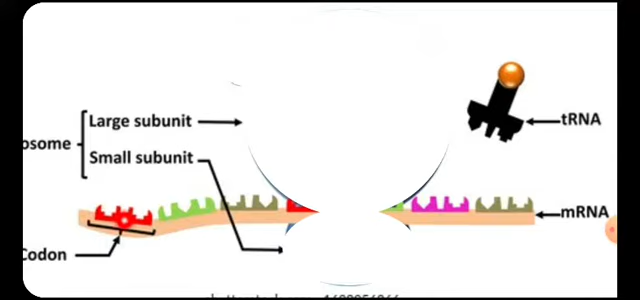 Large subunit
tRNA
osome
Small subunit
mRNA
Codon